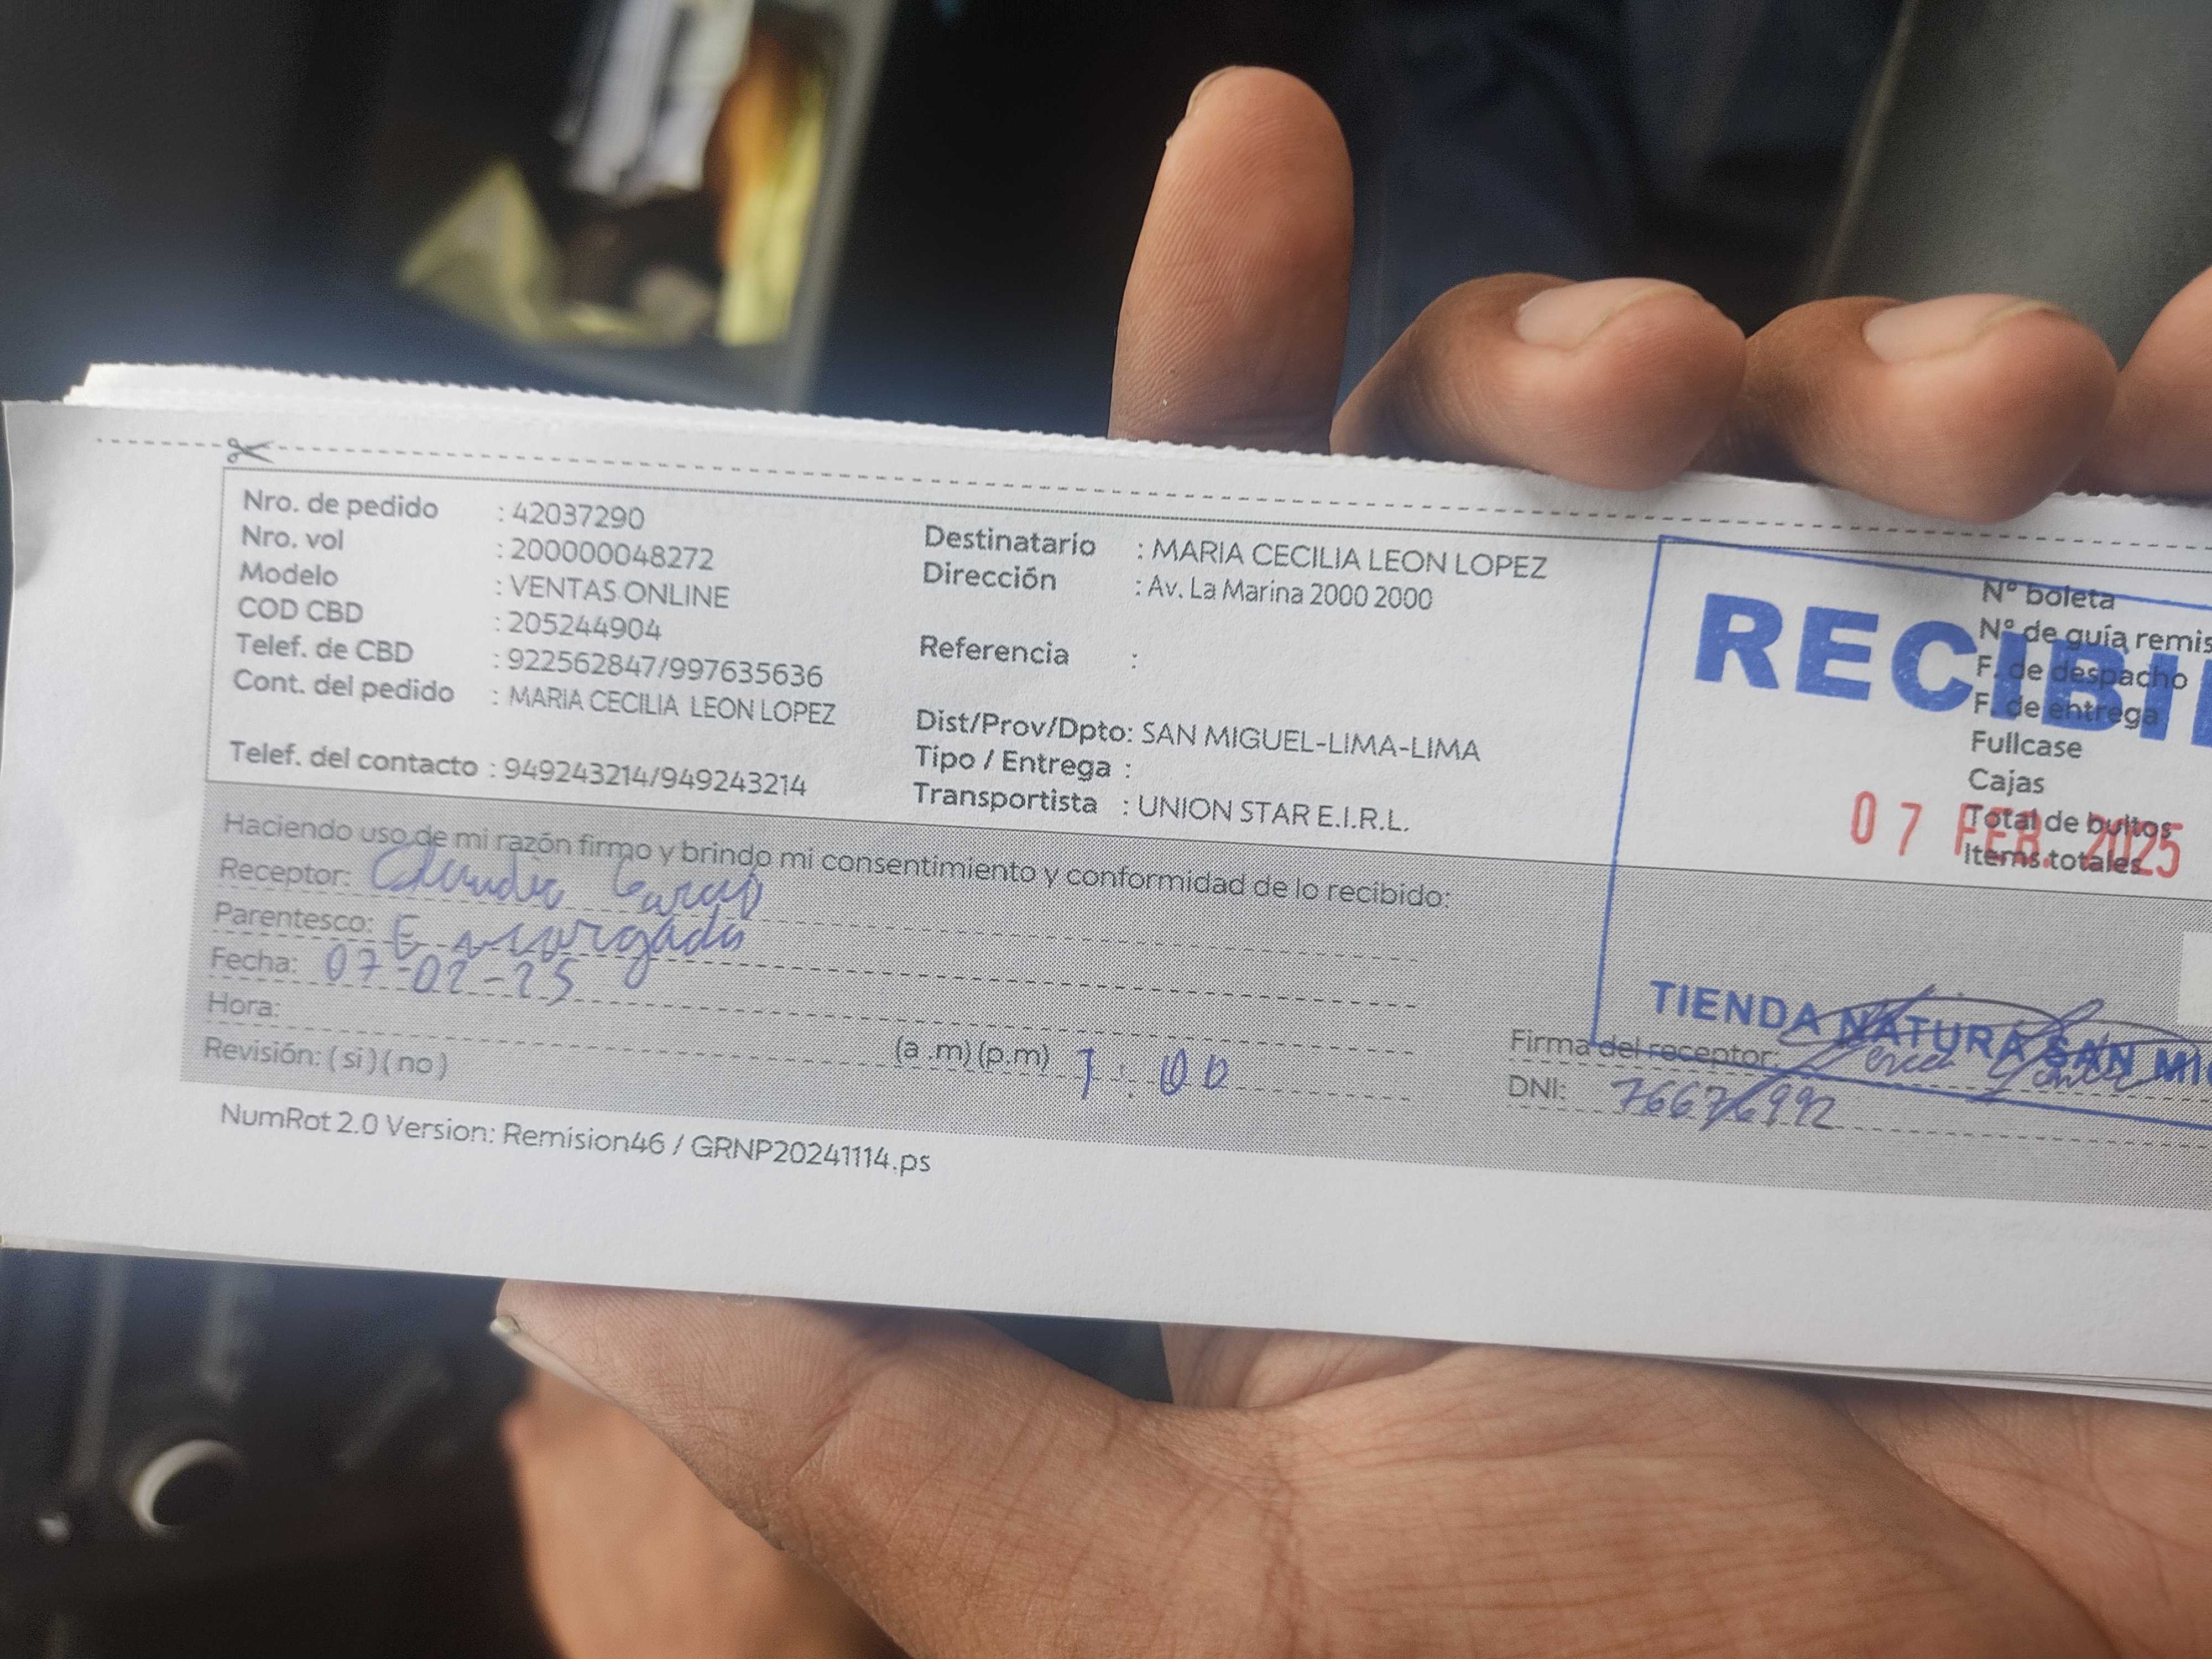 Nro. de pedido : 42037290
Nro. vol : 200000048272
Modelo : VENTAS ONLINE
COD CBD : 205244904
Telef. de CBD : 922562847/997635636
Cont. del pedido : MARIA CECILIA LEON LOPEZ
Telef. del contacto : 949243214/949243214
Destinatario : MARIA CECILIA LEON LOPEZ
Dirección : Av. La Marina 2000 2000
Referencia :
Dist/Prov/Dpto: SAN MIGUEL-LIMA-LIMA
Tipo / Entrega :
Transportista : UNION STAR E.I.R.L.
N° boleta
N° de guía remis
F. de despacho
F. de entrega
Fullcase
Cajas
Total de bultos
Items totales
RECIBI
07 FEB. 2025
TIENDA NATURA SAN MIG
Haciendo uso de mi razón firmo y brindo mi consentimiento y conformidad de lo recibido:
Receptor:
Parentesco: Encargada
Fecha: 07-02-25
Hora: (a .m)(p.m) 7:00
Revisión: ( si ) ( no )
Firma del receptor:
DNI: 76676992
NumRot 2.0 Version: Remision46 / GRNP20241114.ps